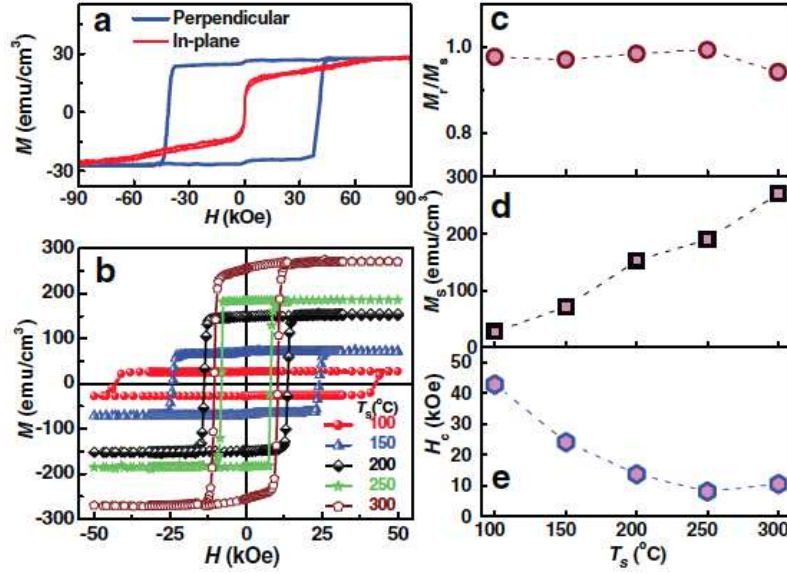 a
Perpendicular
In-plane
M (emu/cm³)
30
0
-30
-90 -60 -30 0 30 60 90
H (kOe)
b
M (emu/cm³)
300
200
100
0
-100
-200
-300
Tₛ(°C)
100
150
200
250
300
-50 -25 0 25 50
H (kOe)
c
Mᵣ/Mₛ
1.0
0.8
d
Mₛ(emu/cm³)
300
200
100
0
e
H_c (kOe)
50
40
30
20
10
0
100 150 200 250 300
Tₛ (°C)